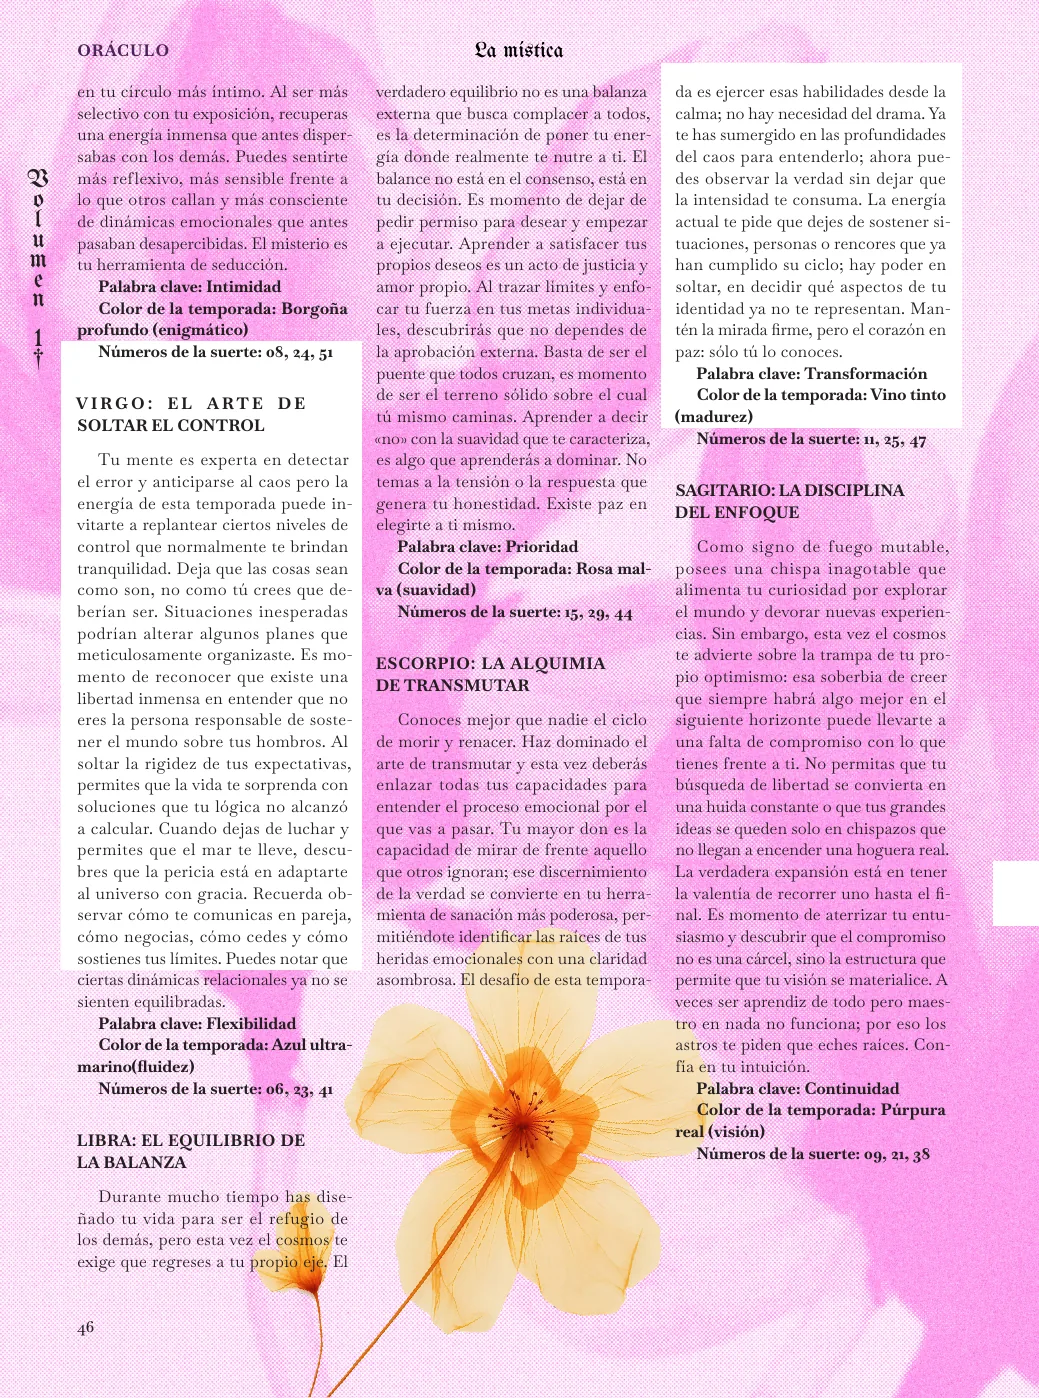 ORÁCULO
La mística
Volumen 1†
en tu círculo más íntimo. Al ser más
selectivo con tu exposición, recuperas
una energía inmensa que antes disper-
sabas con los demás. Puedes sentirte
más reflexivo, más sensible frente a
lo que otros callan y más consciente
de dinámicas emocionales que antes
pasaban desapercibidas. El misterio es
tu herramienta de seducción.
Palabra clave: Intimidad
Color de la temporada: Borgoña
profundo (enigmático)
Números de la suerte: 08, 24, 51
VIRGO: EL ARTE DE
SOLTAR EL CONTROL
Tu mente es experta en detectar
el error y anticiparse al caos pero la
energía de esta temporada puede in-
vitarte a replantear ciertos niveles de
control que normalmente te brindan
tranquilidad. Deja que las cosas sean
como son, no como tú crees que de-
berían ser. Situaciones inesperadas
podrían alterar algunos planes que
meticulosamente organizaste. Es mo-
mento de reconocer que existe una
libertad inmensa en entender que no
eres la persona responsable de soste-
ner el mundo sobre tus hombros. Al
soltar la rigidez de tus expectativas,
permites que la vida te sorprenda con
soluciones que tu lógica no alcanzó
a calcular. Cuando dejas de luchar y
permites que el mar te lleve, descu-
bres que la pericia está en adaptarte
al universo con gracia. Recuerda ob-
servar cómo te comunicas en pareja,
cómo negocias, cómo cedes y cómo
sostienes tus límites. Puedes notar que
ciertas dinámicas relacionales ya no se
sienten equilibradas.
Palabra clave: Flexibilidad
Color de la temporada: Azul ultra-
marino(fluidez)
Números de la suerte: 06, 23, 41
LIBRA: EL EQUILIBRIO DE
LA BALANZA
Durante mucho tiempo has dise-
ñado tu vida para ser el refugio de
los demás, pero esta vez el cosmos te
exige que regreses a tu propio eje. El
verdadero equilibrio no es una balanza
externa que busca complacer a todos,
es la determinación de poner tu ener-
gía donde realmente te nutre a ti. El
balance no está en el consenso, está en
tu decisión. Es momento de dejar de
pedir permiso para desear y empezar
a ejecutar. Aprender a satisfacer tus
propios deseos es un acto de justicia y
amor propio. Al trazar límites y enfo-
car tu fuerza en tus metas individua-
les, descubrirás que no dependes de
la aprobación externa. Basta de ser el
puente que todos cruzan, es momento
de ser el terreno sólido sobre el cual
tú mismo caminas. Aprender a decir
«no» con la suavidad que te caracteriza,
es algo que aprenderás a dominar. No
temas a la tensión o la respuesta que
genera tu honestidad. Existe paz en
elegirte a ti mismo.
Palabra clave: Prioridad
Color de la temporada: Rosa mal-
va (suavidad)
Números de la suerte: 15, 29, 44
ESCORPIO: LA ALQUIMIA
DE TRANSMUTAR
Conoces mejor que nadie el ciclo
de morir y renacer. Haz dominado el
arte de transmutar y esta vez deberás
enlazar todas tus capacidades para
entender el proceso emocional por el
que vas a pasar. Tu mayor don es la
capacidad de mirar de frente aquello
que otros ignoran; ese discernimiento
de la verdad se convierte en tu herra-
mienta de sanación más poderosa, per-
mitiéndote identificar las raíces de tus
heridas emocionales con una claridad
asombrosa. El desafío de esta tempora-
da es ejercer esas habilidades desde la
calma; no hay necesidad del drama. Ya
te has sumergido en las profundidades
del caos para entenderlo; ahora pue-
des observar la verdad sin dejar que
la intensidad te consuma. La energía
actual te pide que dejes de sostener si-
tuaciones, personas o rencores que ya
han cumplido su ciclo; hay poder en
soltar, en decidir qué aspectos de tu
identidad ya no te representan. Man-
tén la mirada firme, pero el corazón en
paz: sólo tú lo conoces.
Palabra clave: Transformación
Color de la temporada: Vino tinto
(madurez)
Números de la suerte: 11, 25, 47
SAGITARIO: LA DISCIPLINA
DEL ENFOQUE
Como signo de fuego mutable,
posees una chispa inagotable que
alimenta tu curiosidad por explorar
el mundo y devorar nuevas experien-
cias. Sin embargo, esta vez el cosmos
te advierte sobre la trampa de tu pro-
pio optimismo: esa soberbia de creer
que siempre habrá algo mejor en el
siguiente horizonte puede llevarte a
una falta de compromiso con lo que
tienes frente a ti. No permitas que tu
búsqueda de libertad se convierta en
una huida constante o que tus grandes
ideas se queden solo en chispazos que
no llegan a encender una hoguera real.
La verdadera expansión está en tener
la valentía de recorrer uno hasta el fi-
nal. Es momento de aterrizar tu entu-
siasmo y descubrir que el compromiso
no es una cárcel, sino la estructura que
permite que tu visión se materialice. A
veces ser aprendiz de todo pero maes-
tro en nada no funciona; por eso los
astros te piden que eches raíces. Con-
fía en tu intuición.
Palabra clave: Continuidad
Color de la temporada: Púrpura
real (visión)
Números de la suerte: 09, 21, 38
46